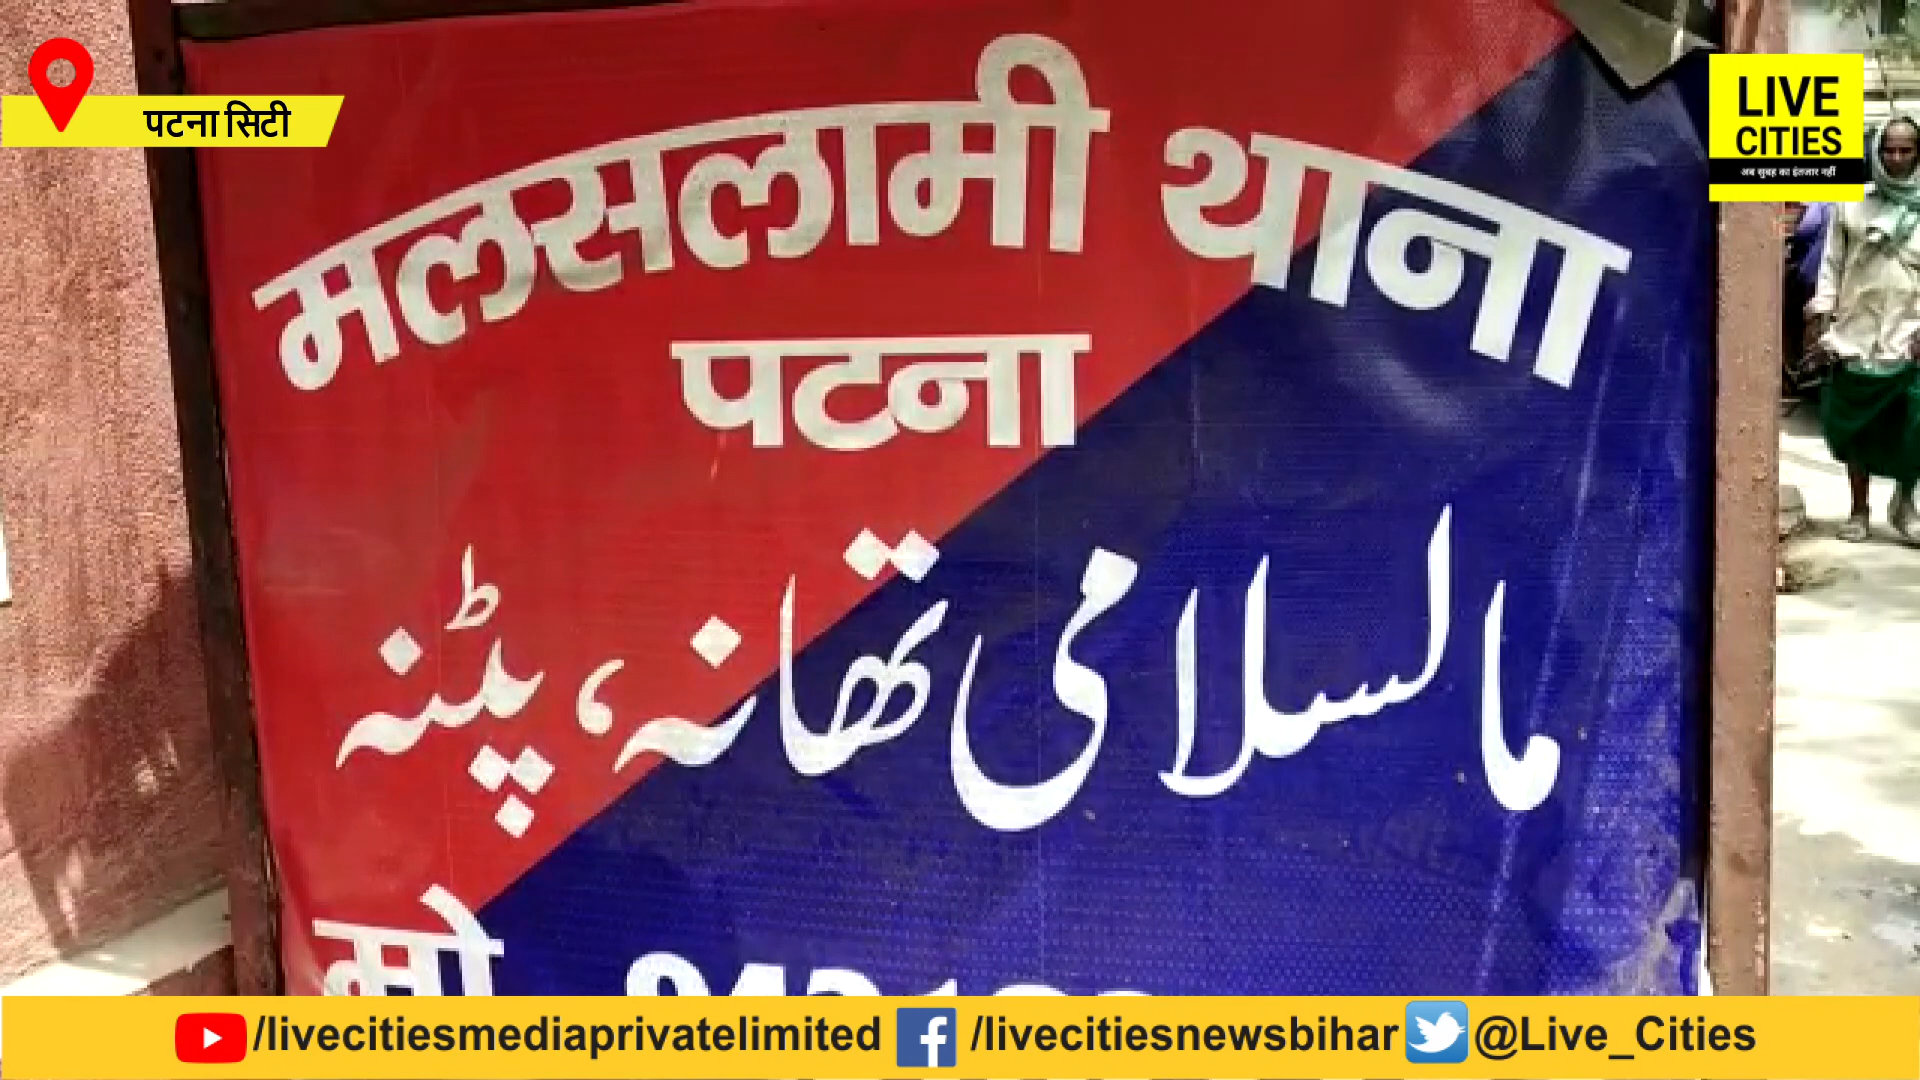 पटना सिटी
LIVE
CITIES
अब सुबह का इंतजार नहीं
मलसलामी थाना
पटना
مالسلامی تھانہ، پٹنہ
मो
/livecitiesmediaprivatelimited /livecitiesnewsbihar @Live_Cities